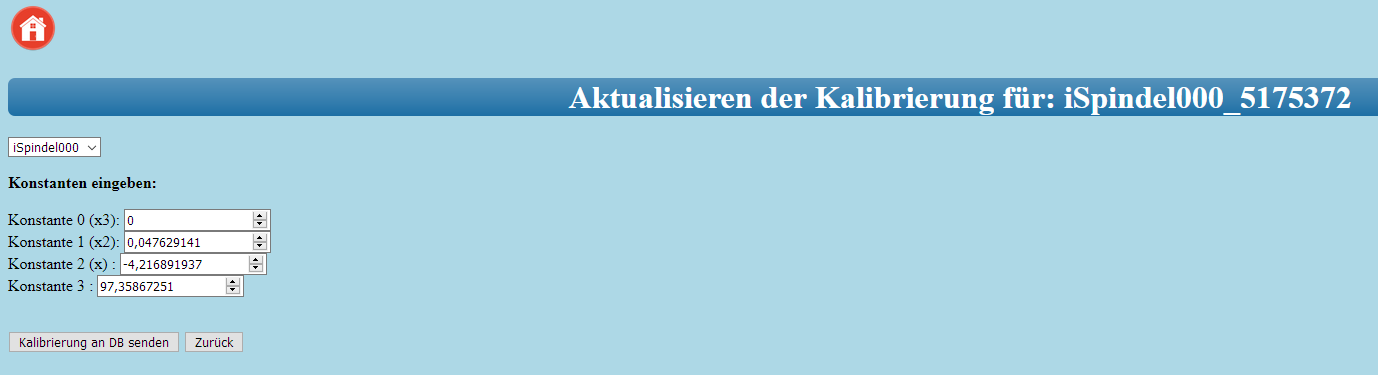 Aktualisieren der Kalibrierung für: iSpindel000_5175372
iSpindel000
Konstanten eingeben:
Konstante 0 (x3): 0
Konstante 1 (x2): 0,047629141
Konstante 2 (x) : -4,216891937
Konstante 3 : 97,35867251
Kalibrierung an DB senden Zurück